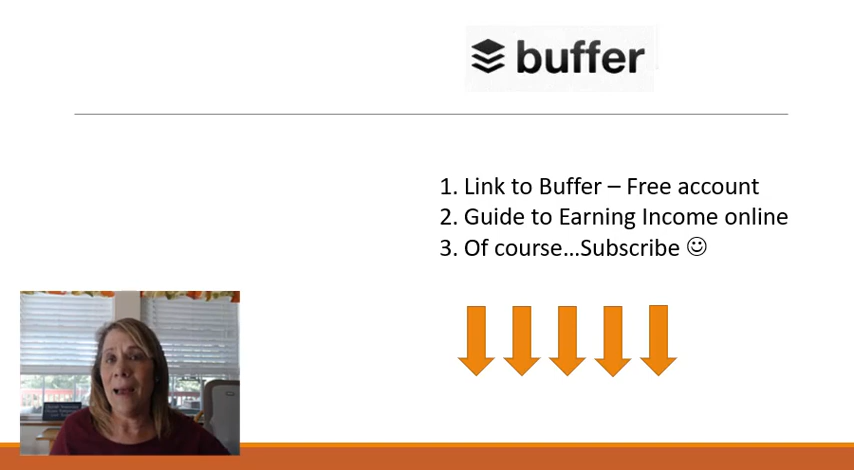 buffer
1. Link to Buffer – Free account
2. Guide to Earning Income online
3. Of course...Subscribe ☺